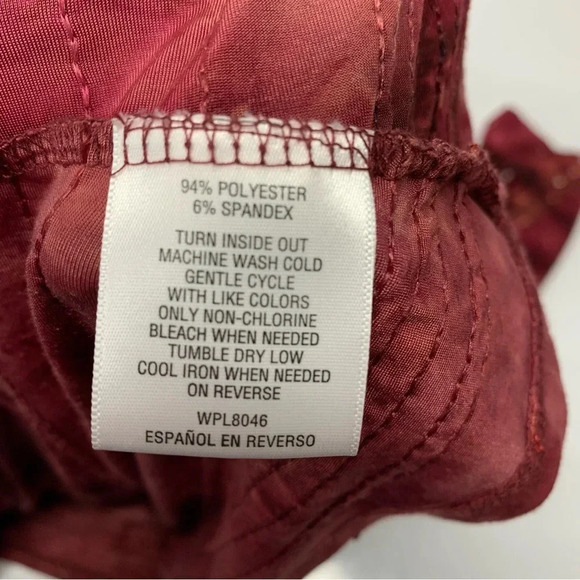 94% POLYESTER
6% SPANDEX
TURN INSIDE OUT
MACHINE WASH COLD
GENTLE CYCLE
WITH LIKE COLORS
ONLY NON-CHLORINE
BLEACH WHEN NEEDED
TUMBLE DRY LOW
COOL IRON WHEN NEEDED
ON REVERSE
WPL8046
ESPAÑOL EN REVERSO